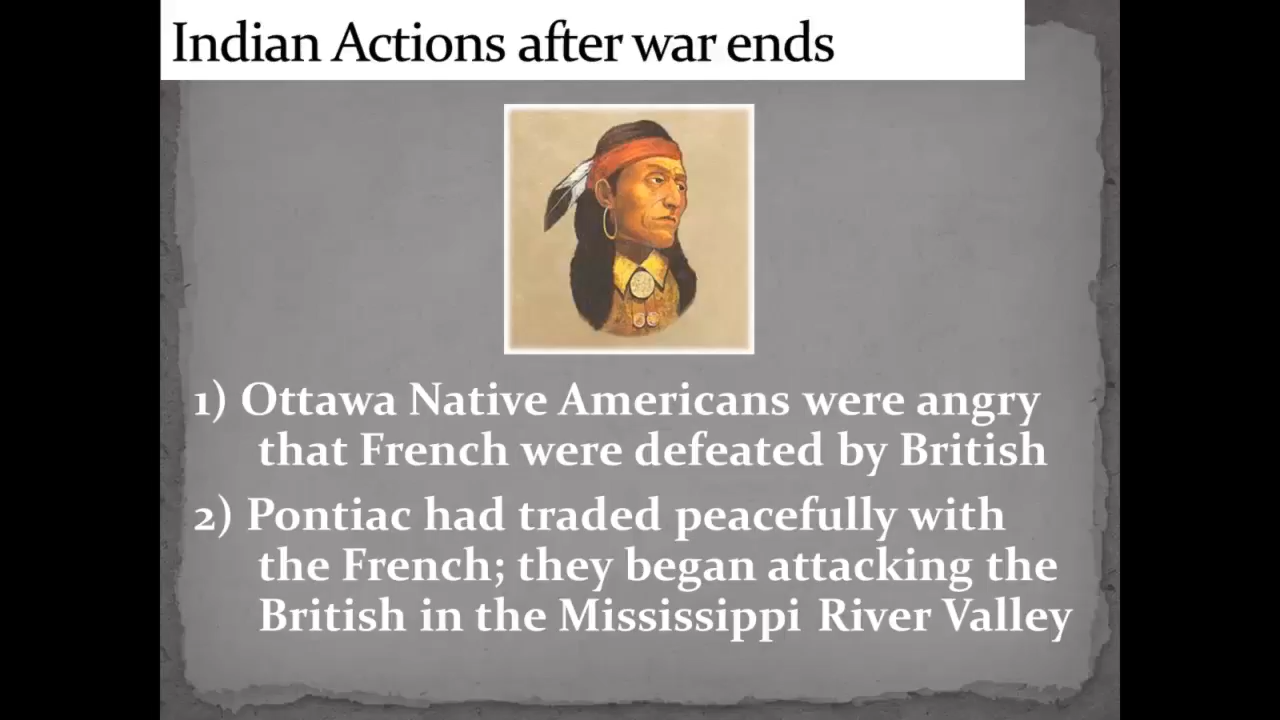 Indian Actions after war ends
1) Ottawa Native Americans were angry
that French were defeated by British
2) Pontiac had traded peacefully with
the French; they began attacking the
British in the Mississippi River Valley